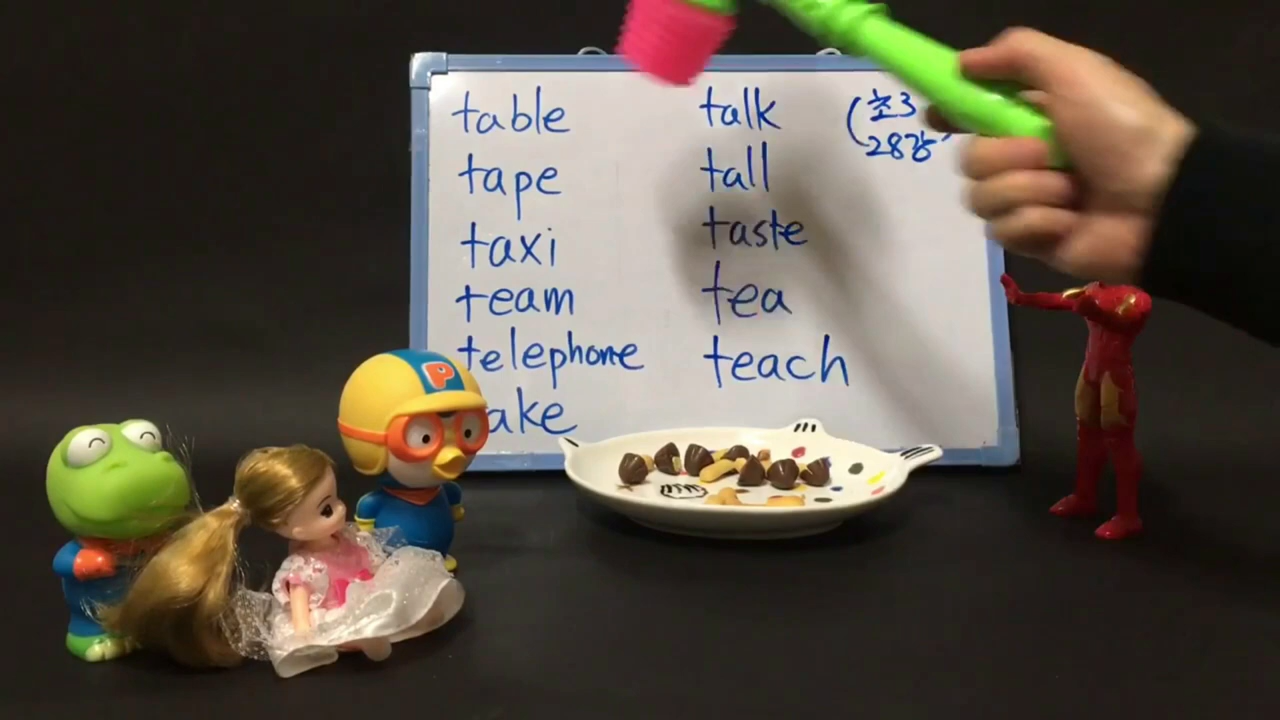 table
tape
taxi
team
telephone
ake
talk
tall
taste
tea
teach
(초3
28강)
P